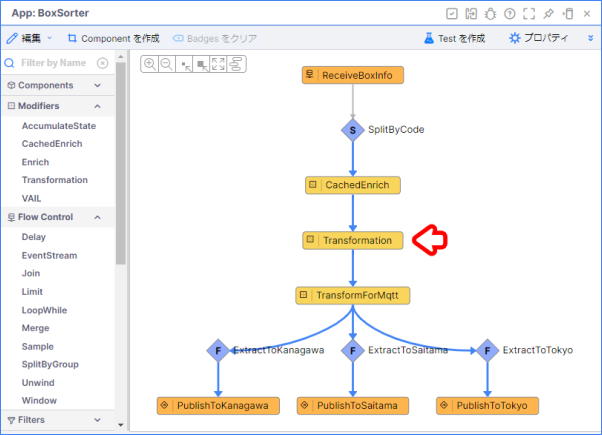 App: BoxSorter
編集
Component を作成
Badges をクリア
Test を作成
プロパティ
Filter by Name
Components
Modifiers
AccumulateState
CachedEnrich
Enrich
Transformation
VAIL
Flow Control
Delay
EventStream
Join
Limit
LoopWhile
Merge
Sample
SplitByGroup
Unwind
Window
Filters
ReceiveBoxInfo
S
SplitByCode
CachedEnrich
Transformation
TransformForMqtt
F
ExtractToKanagawa
F
ExtractToSaitama
F
ExtractToTokyo
PublishToKanagawa
PublishToSaitama
PublishToTokyo